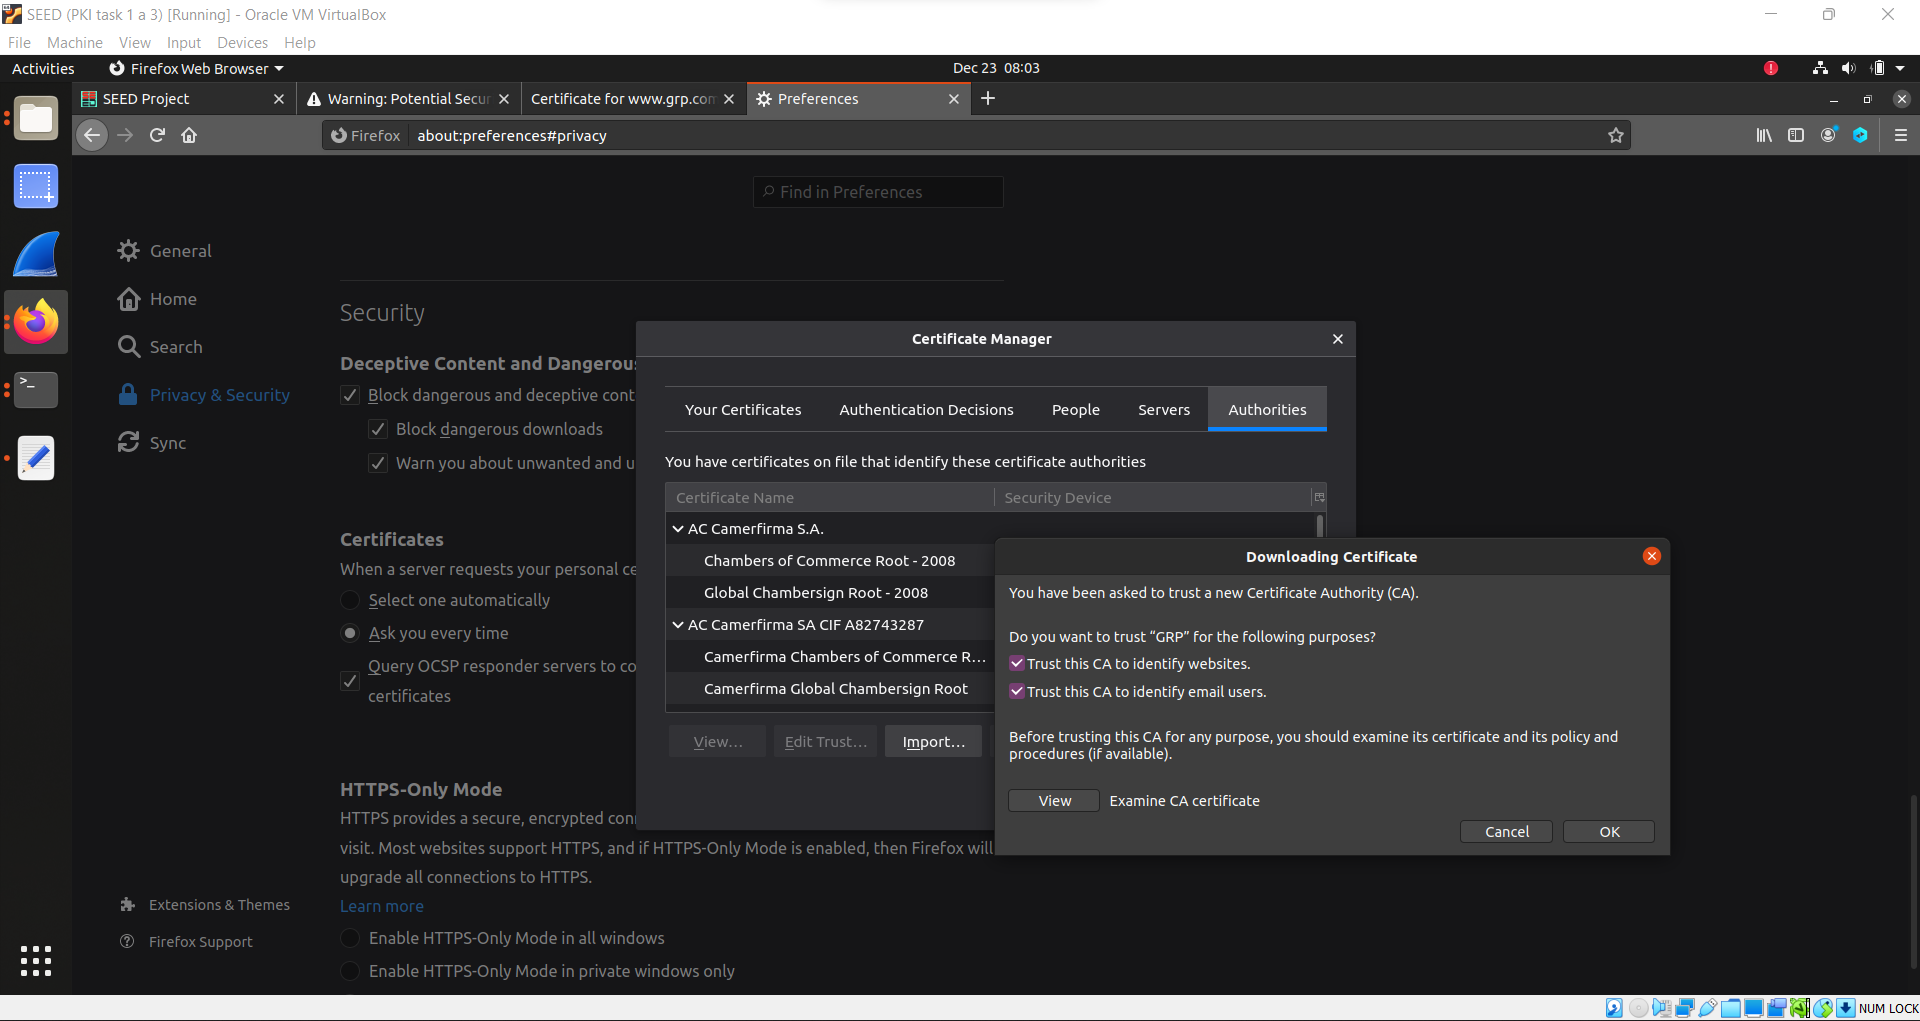 SEED (PKI task 1 a 3) [Running] - Oracle VM VirtualBox
File Machine View Input Devices Help
Activities Firefox Web Browser Dec 23 08:03
SEED Project Warning: Potential Secur Certificate for www.grp.com Preferences
Firefox about:preferences#privacy
Find in Preferences
General
Home
Search
Privacy & Security
Sync
Extensions & Themes
Firefox Support
Security
Deceptive Content and Dangerous
Block dangerous and deceptive cont
Block dangerous downloads
Warn you about unwanted and u
Certificates
When a server requests your personal ce
Select one automatically
Ask you every time
Query OCSP responder servers to co
certificates
HTTPS-Only Mode
HTTPS provides a secure, encrypted conn
visit. Most websites support HTTPS, and if HTTPS-Only Mode is enabled, then Firefox will
upgrade all connections to HTTPS.
Learn more
Enable HTTPS-Only Mode in all windows
Enable HTTPS-Only Mode in private windows only
Certificate Manager
Your Certificates Authentication Decisions People Servers Authorities
You have certificates on file that identify these certificate authorities
Certificate Name Security Device
AC Camerfirma S.A.
Chambers of Commerce Root - 2008
Global Chambersign Root - 2008
AC Camerfirma SA CIF A82743287
Camerfirma Chambers of Commerce R...
Camerfirma Global Chambersign Root
View... Edit Trust... Import...
Downloading Certificate
You have been asked to trust a new Certificate Authority (CA).
Do you want to trust “GRP” for the following purposes?
Trust this CA to identify websites.
Trust this CA to identify email users.
Before trusting this CA for any purpose, you should examine its certificate and its policy and
procedures (if available).
View Examine CA certificate
Cancel OK
NUM LOCK